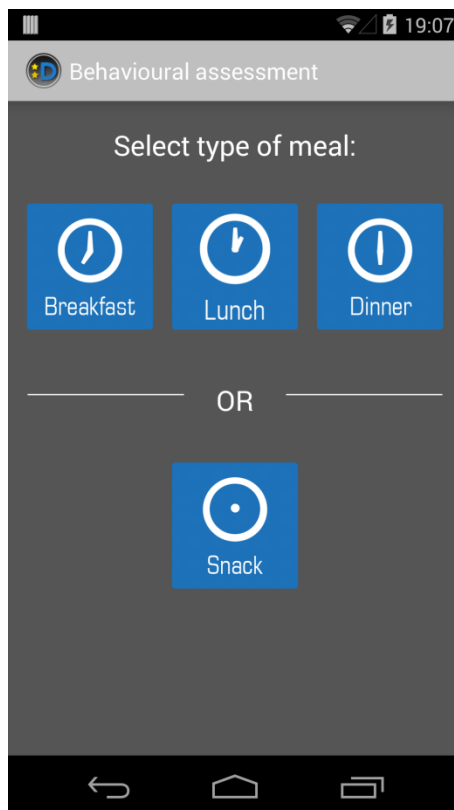 19:07
D Behavioural assessment
Select type of meal:
Breakfast Lunch Dinner
OR
Snack